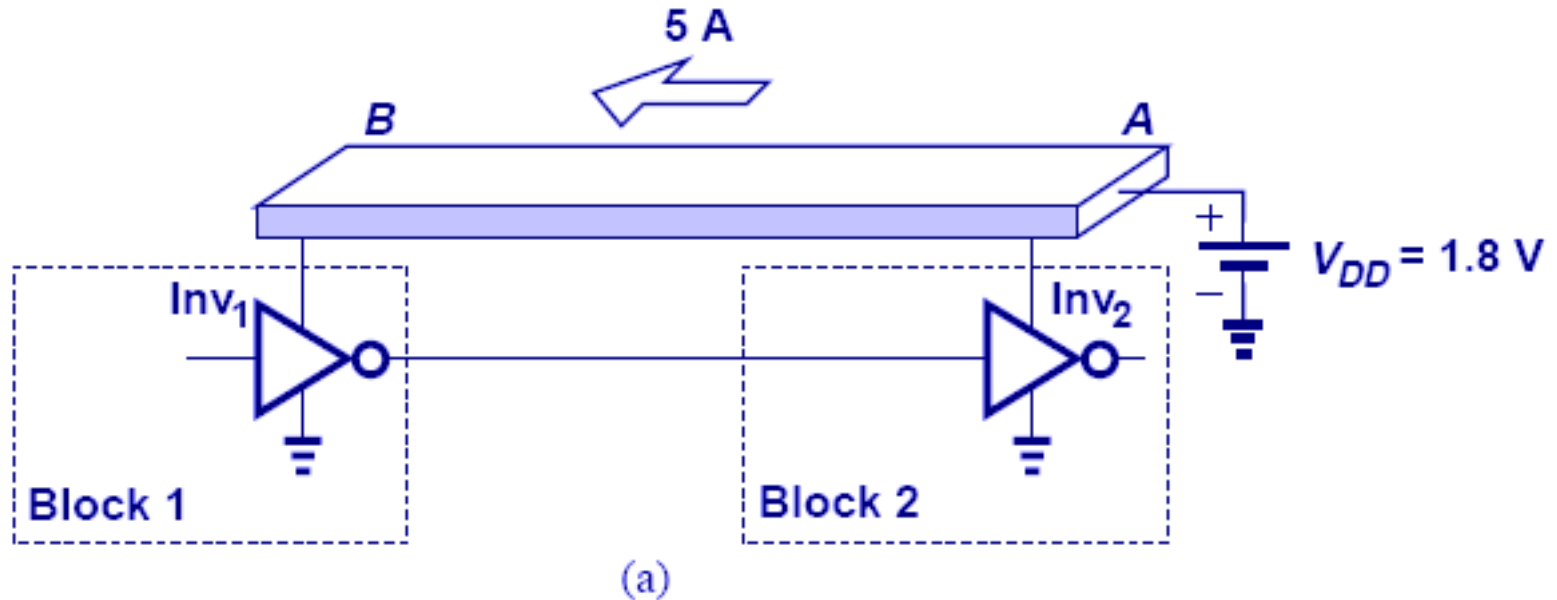 5 A
B
A
+
V_DD = 1.8 V
−
Inv1
Inv2
Block 1
Block 2
(a)